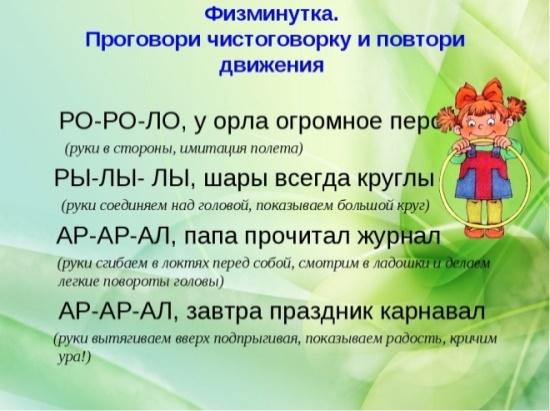 Физминутка.
Проговори чистоговорку и повтори
движения
РО-РО-ЛО, у орла огромное перо
(руки в стороны, имитация полета)
РЫ-ЛЫ- ЛЫ, шары всегда круглы
(руки соединяем над головой, показываем большой круг)
АР-АР-АЛ, папа прочитал журнал
(руки сгибаем в локтях перед собой, смотрим в ладошки и делаем
легкие повороты головы)
АР-АР-АЛ, завтра праздник карнавал
(руки вытягиваем вверх подпрыгивая, показываем радость, кричим
ура!)